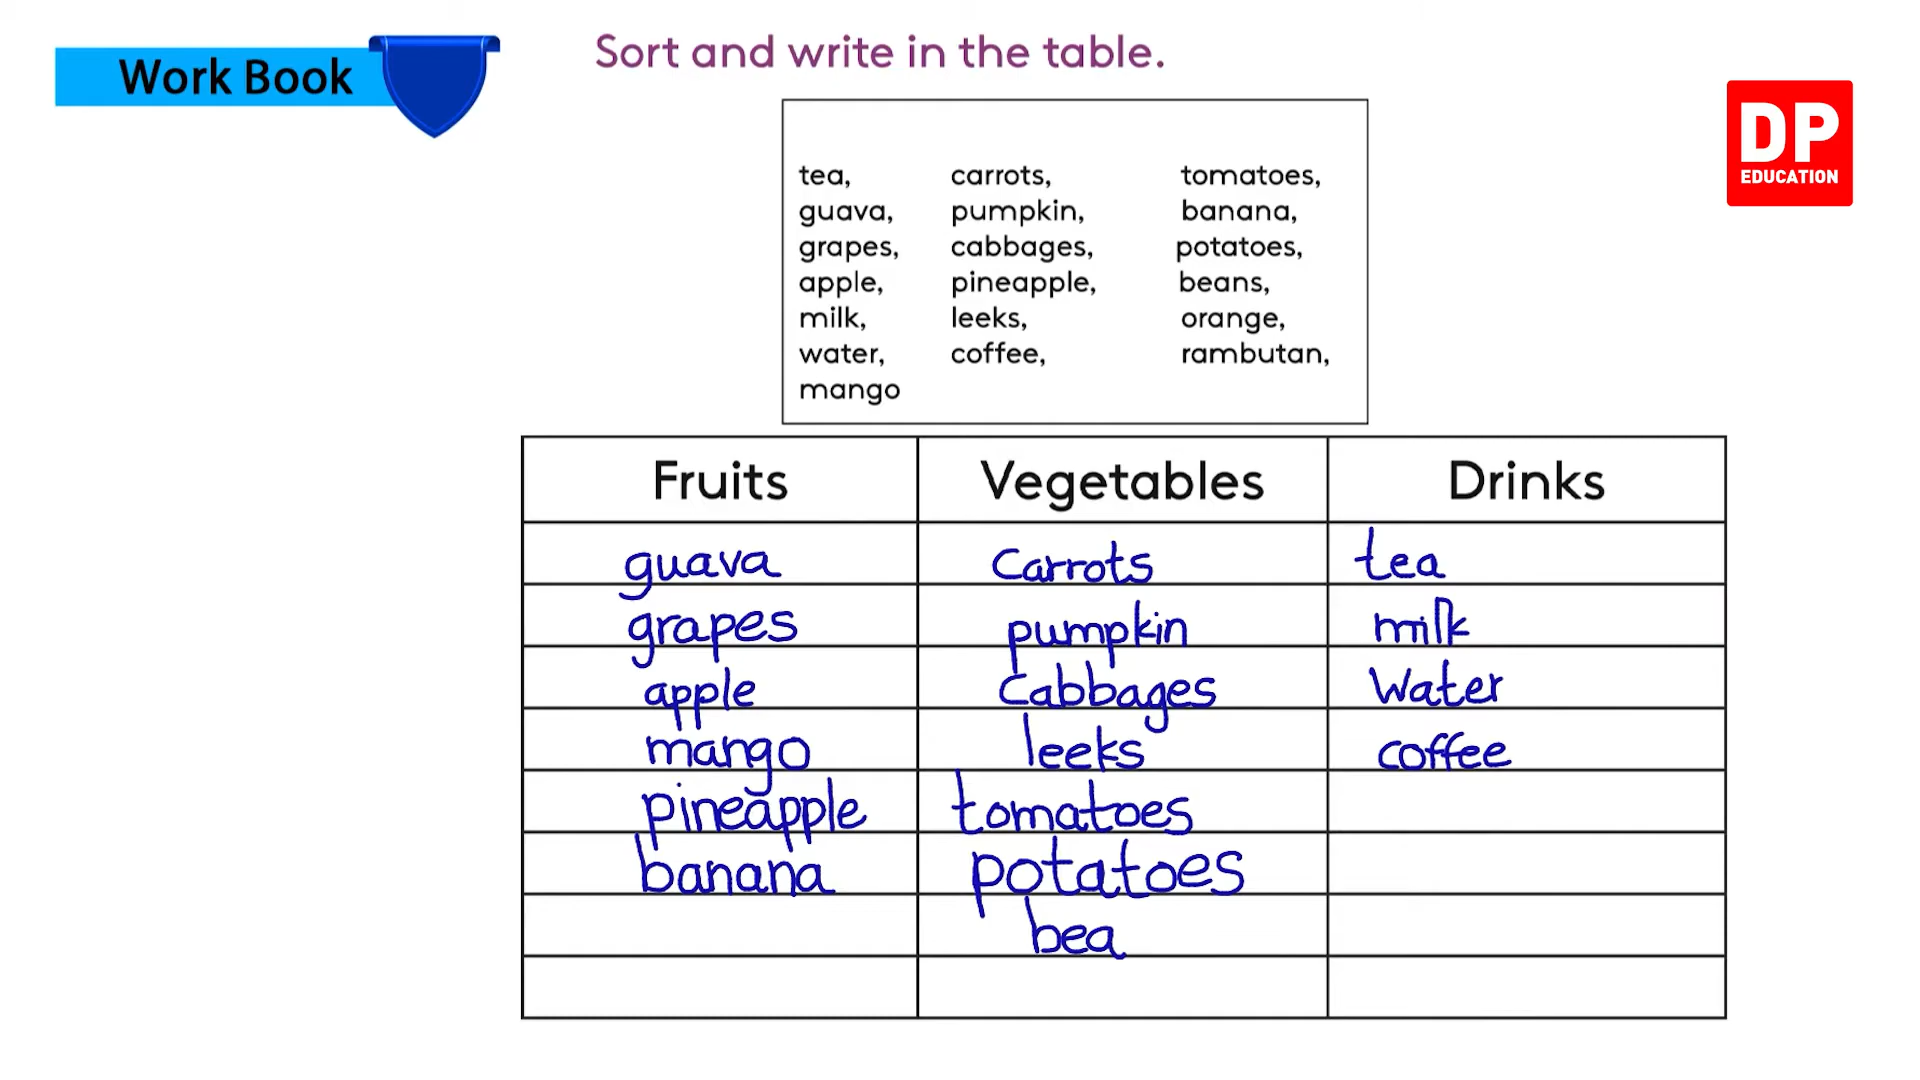 Work Book
Sort and write in the table.
DP
EDUCATION
tea, carrots, tomatoes,
guava, pumpkin, banana,
grapes, cabbages, potatoes,
apple, pineapple, beans,
milk, leeks, orange,
water, coffee, rambutan,
mango
Fruits Vegetables Drinks
guava carrots tea
grapes pumpkin milk
apple cabbages water
mango leeks coffee
pineapple tomatoes
banana potatoes
bea